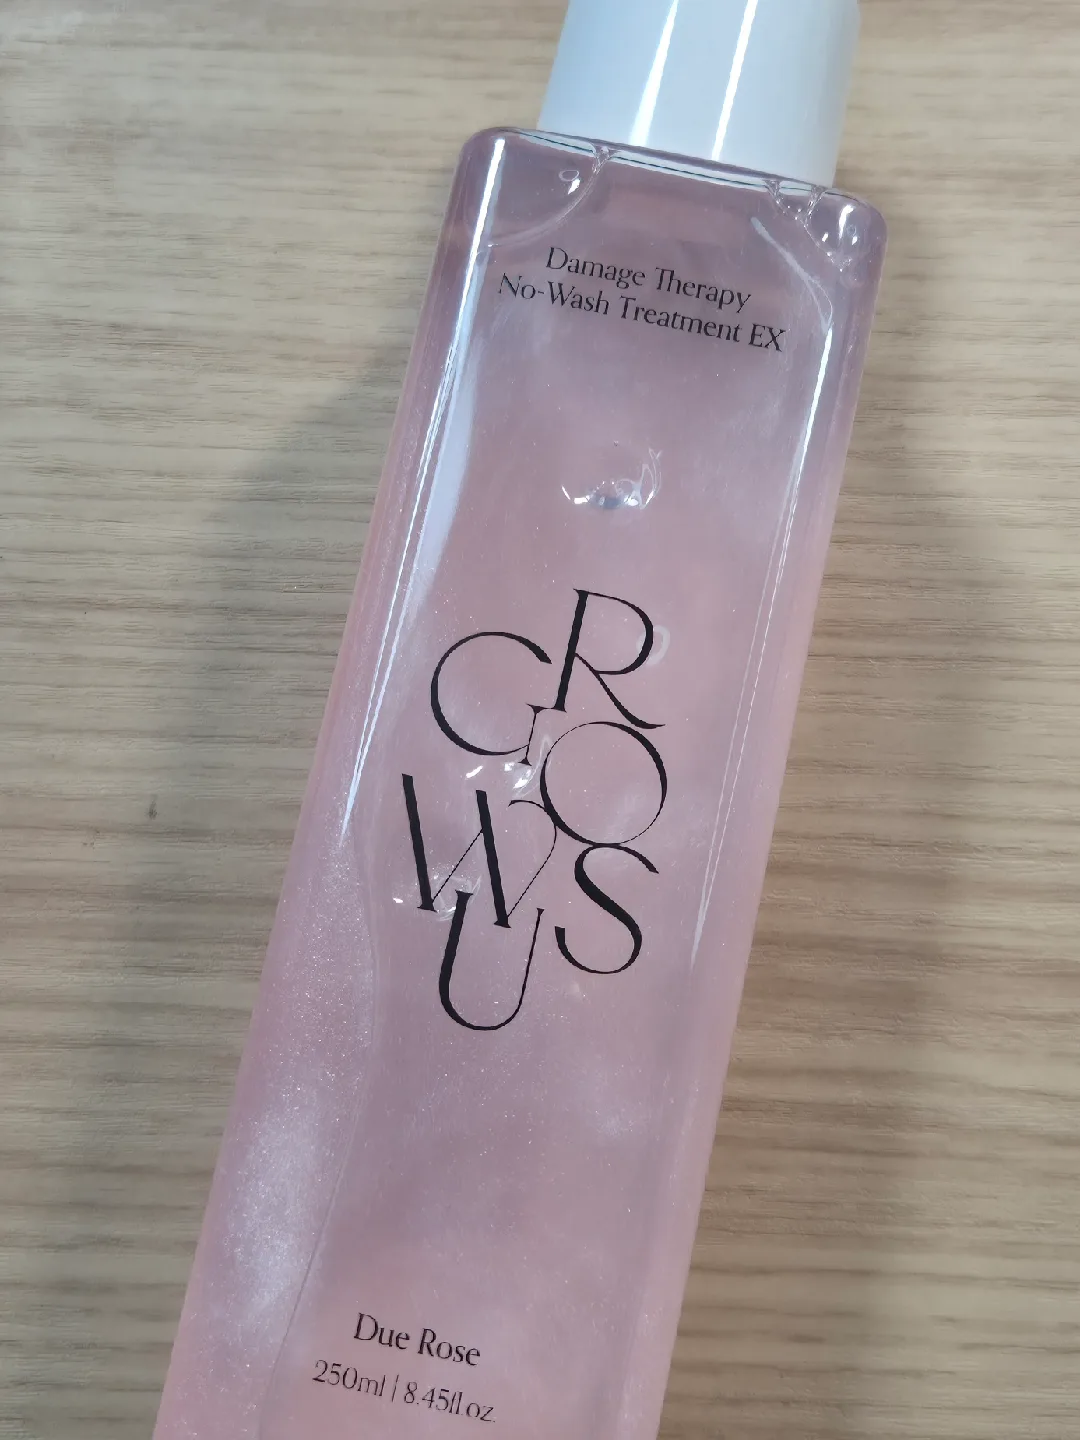 Damage Therapy
No-Wash Treatment EX
GROWUS
Due Rose
250ml | 8.45fl.oz.